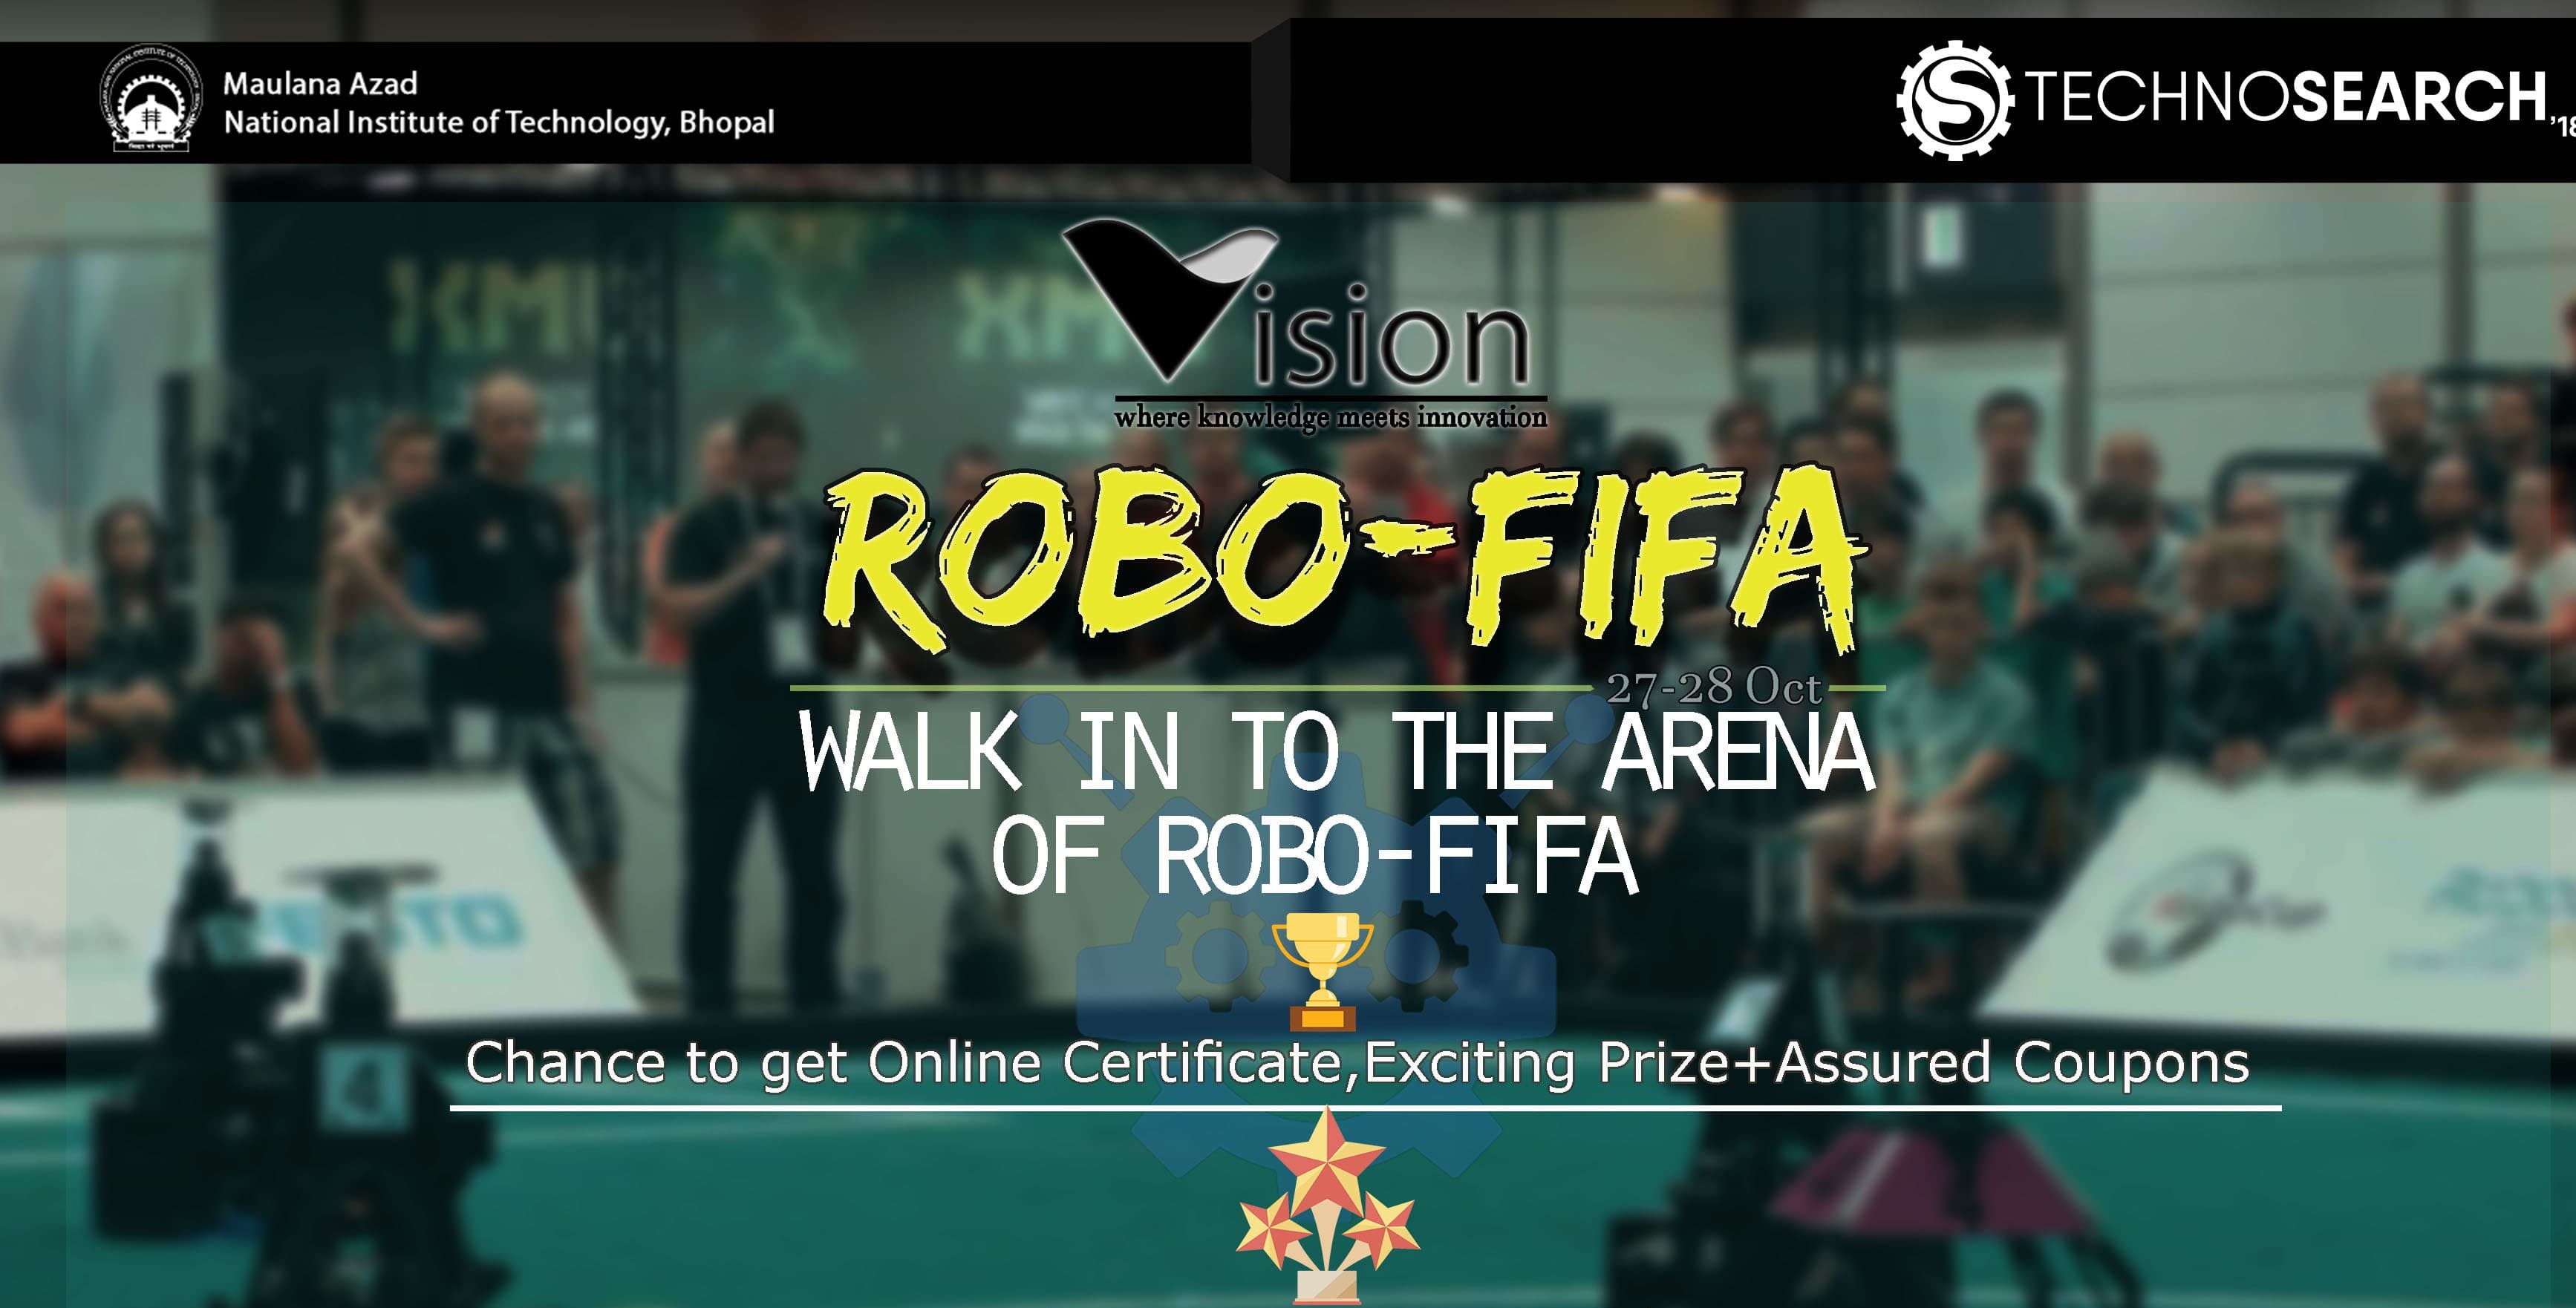 Maulana Azad
National Institute of Technology, Bhopal
TECHNOSEARCH,'18
Vision
where knowledge meets innovation
ROBO-FIFA
27-28 Oct
WALK IN TO THE ARENA
OF ROBO-FIFA
Chance to get Online Certificate,Exciting Prize+Assured Coupons
4